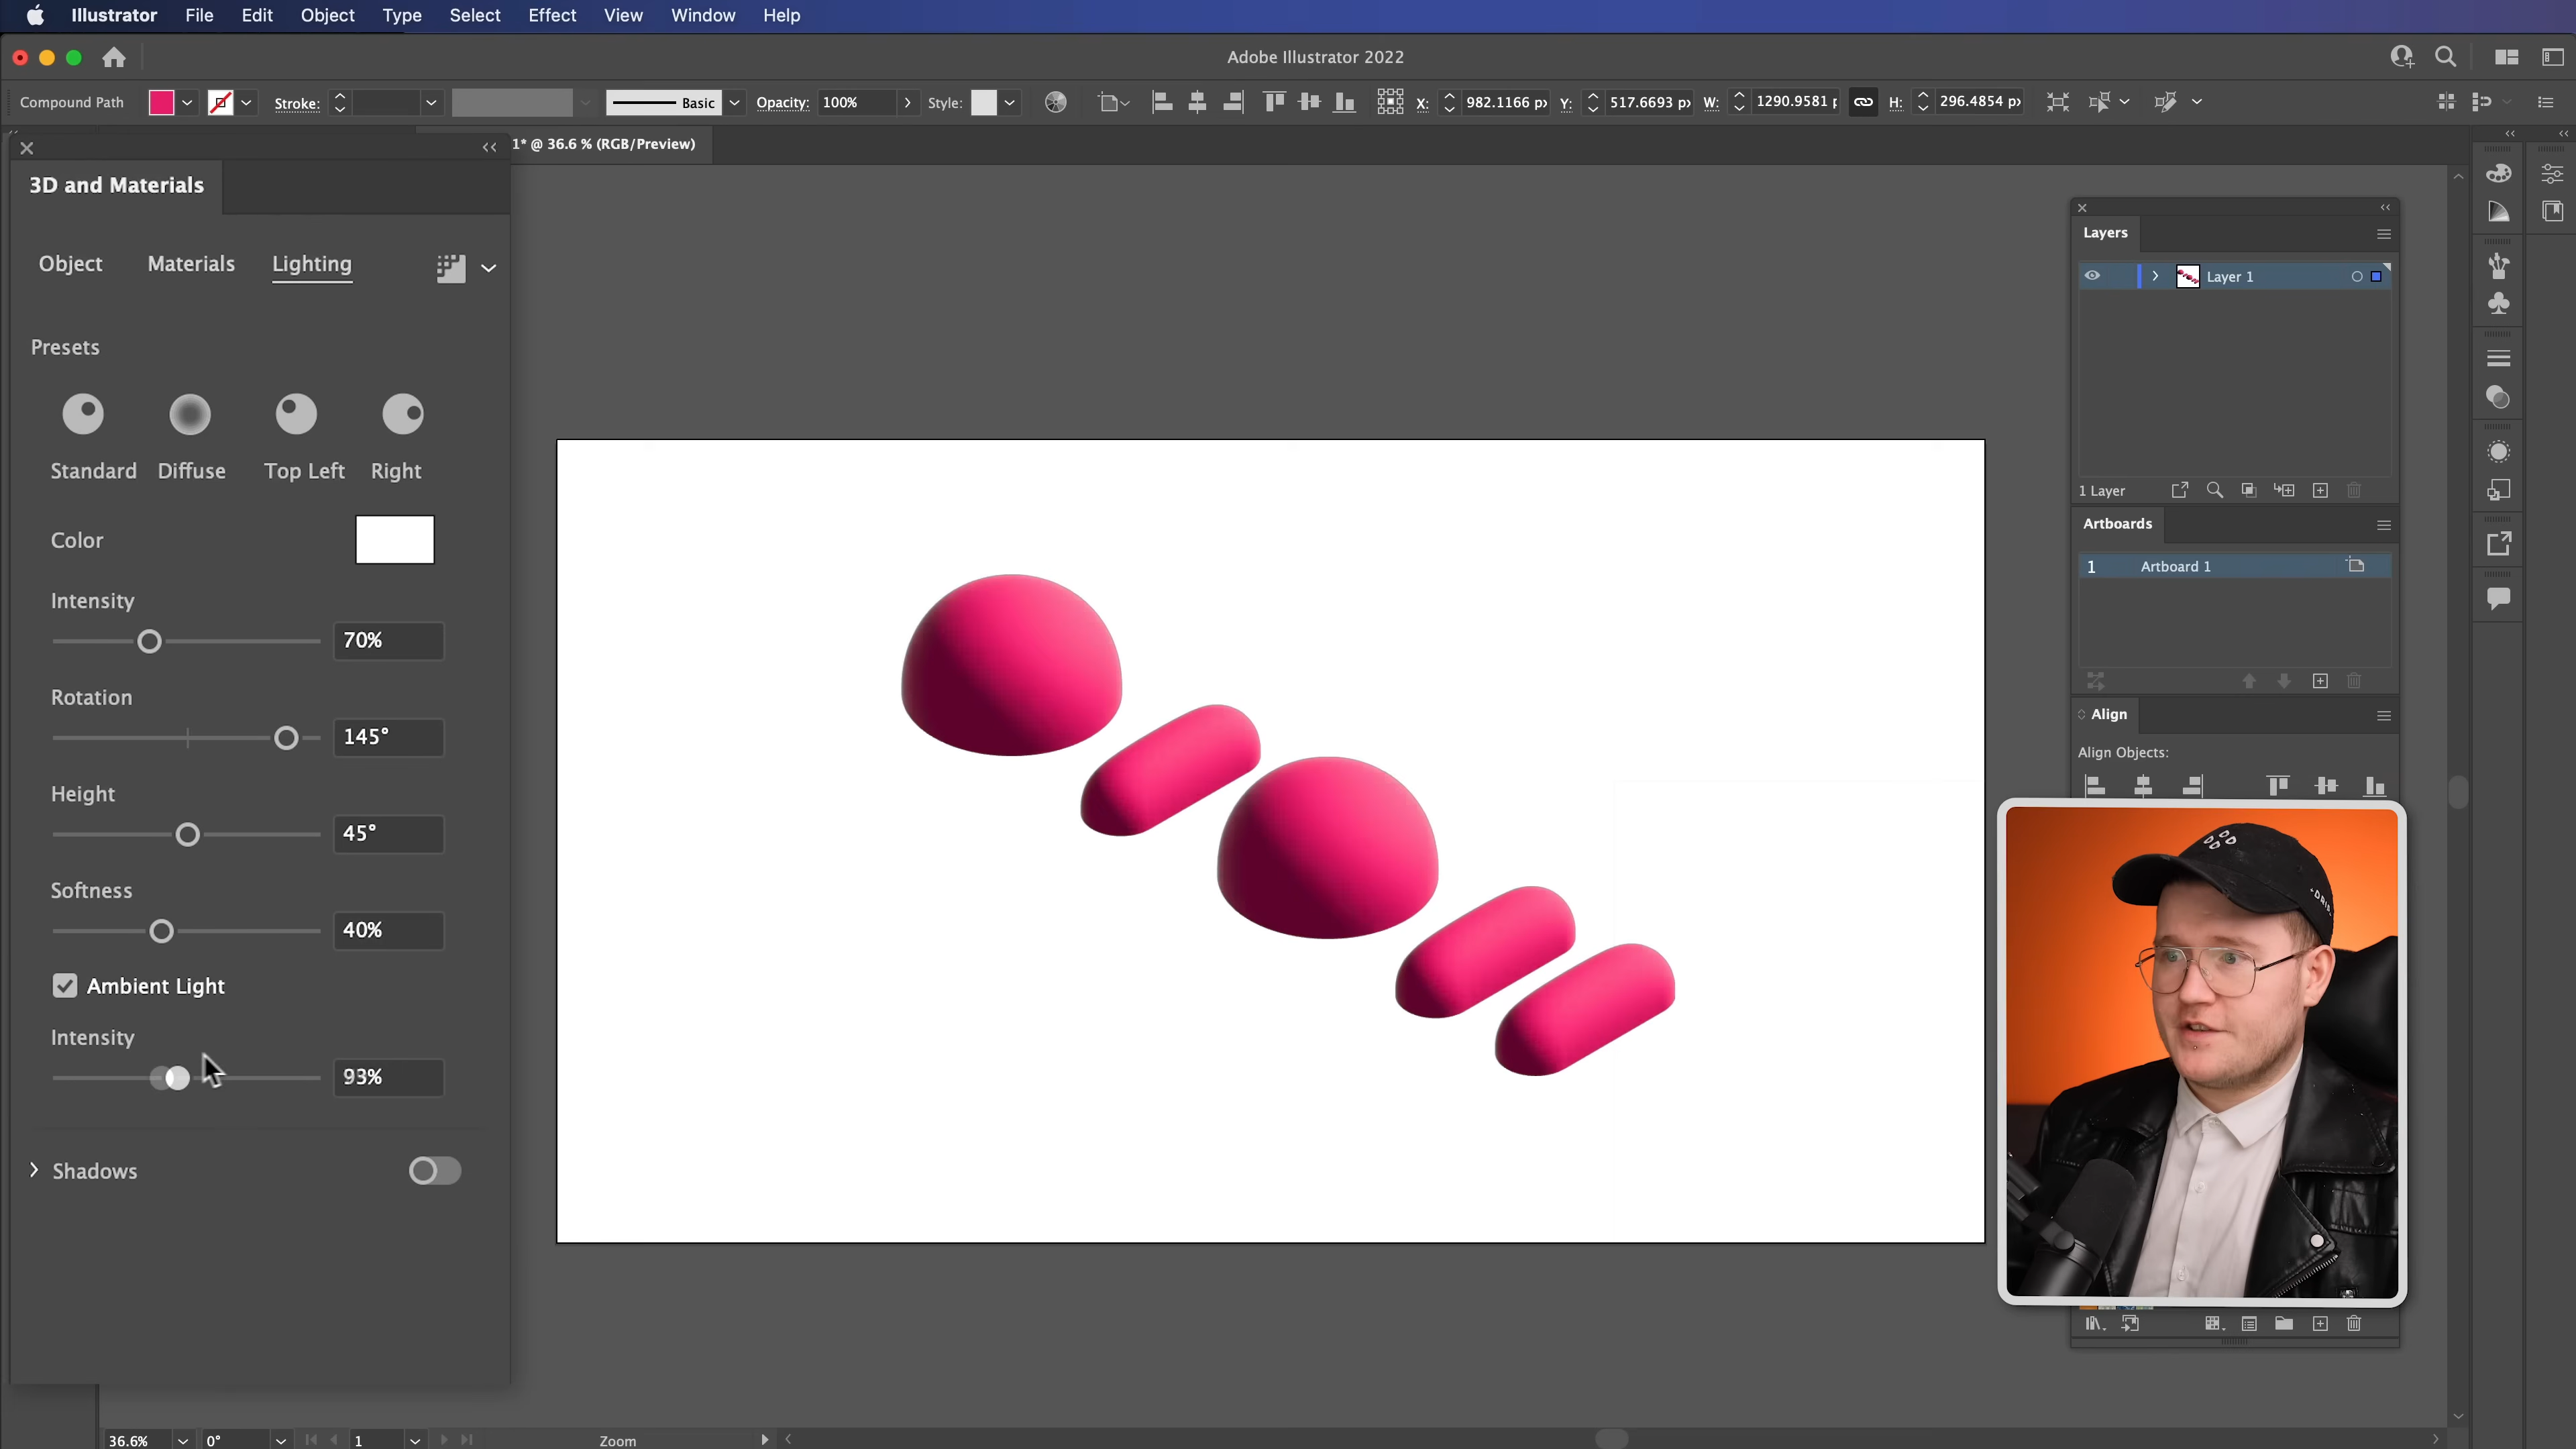 Illustrator File Edit Object Type Select Effect View Window Help
Adobe Illustrator 2022
Compound Path Stroke: Basic Opacity: 100% Style: X: 982.1166 px Y: 517.6693 px W: 1290.9581 H: 296.4854 px
1* @ 36.6 % (RGB/Preview)
3D and Materials
Object Materials Lighting
Presets
Standard Diffuse Top Left Right
Color
Intensity
70%
Rotation
145°
Height
45°
Softness
40%
Ambient Light
Intensity
93%
Shadows
Layers
Layer 1
1 Layer
Artboards
1 Artboard 1
Align
Align Objects:
36.6% 0° 1 Zoom